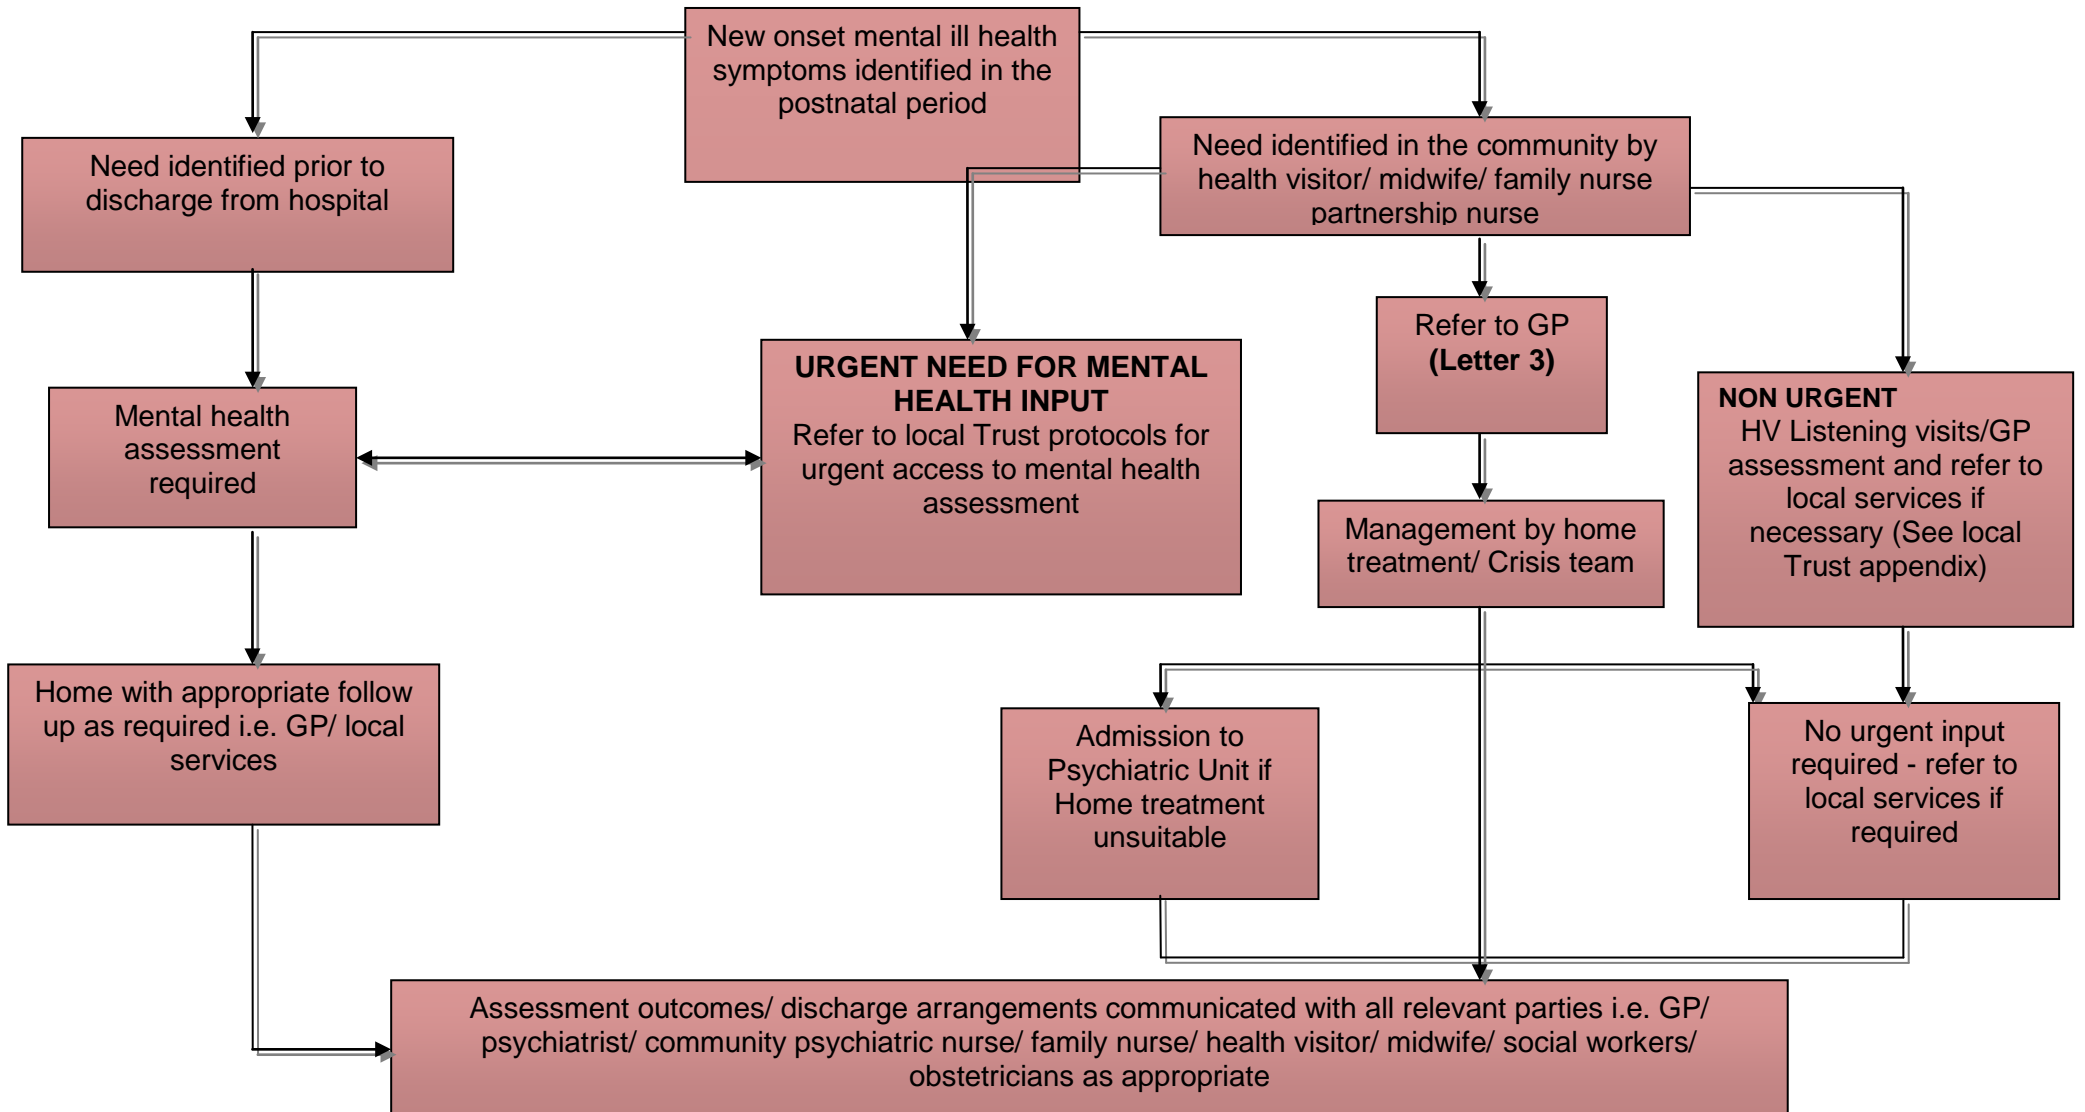 New onset mental ill health
symptoms identified in the
postnatal period
Need identified prior to
discharge from hospital
Need identified in the community by
health visitor/ midwife/ family nurse
partnership nurse
Refer to GP
(Letter 3)
URGENT NEED FOR MENTAL
HEALTH INPUT
Refer to local Trust protocols for
urgent access to mental health
assessment
NON URGENT
HV Listening visits/GP
assessment and refer to
local services if
necessary (See local
Trust appendix)
Mental health
assessment
required
Management by home
treatment/ Crisis team
Home with appropriate follow
up as required i.e. GP/ local
services
Admission to
Psychiatric Unit if
Home treatment
unsuitable
No urgent input
required - refer to
local services if
required
Assessment outcomes/ discharge arrangements communicated with all relevant parties i.e. GP/
psychiatrist/ community psychiatric nurse/ family nurse/ health visitor/ midwife/ social workers/
obstetricians as appropriate